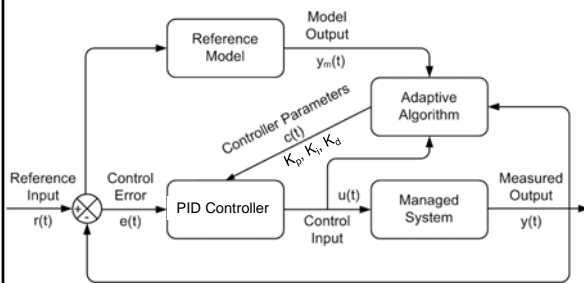 Reference
Model
Model
Output
yₘ(t)
Adaptive
Algorithm
Controller Parameters
c(t)
Kₚ, Kᵢ, K_d
Reference
Input
r(t)
+
-
Control
Error
e(t)
PID Controller
u(t)
Control
Input
Managed
System
Measured
Output
y(t)